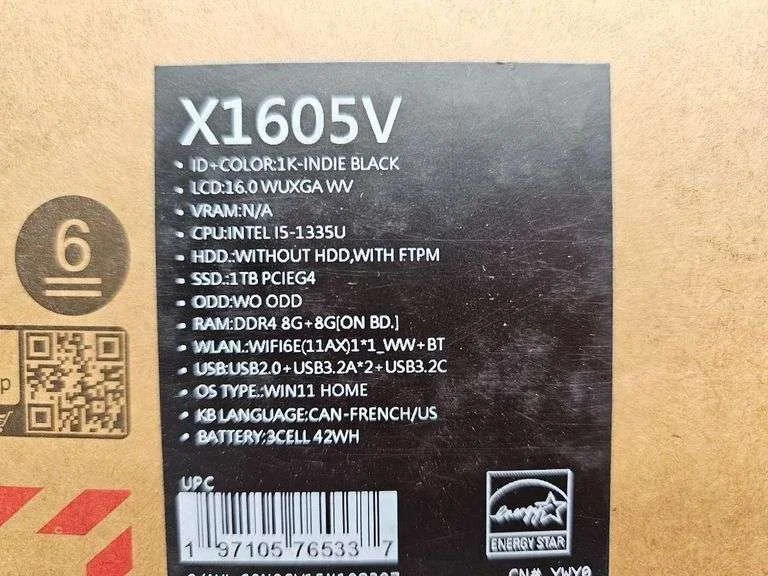 X1605V
• ID+COLOR:1K-INDIE BLACK
• LCD:16.0 WUXGA WV
• VRAM:N/A
• CPU:INTEL I5-1335U
• HDD.:WITHOUT HDD,WITH FTPM
• SSD.:1TB PCIEG4
• ODD:WO ODD
• RAM:DDR4 8G+8G[ON BD.]
• WLAN.:WIFI6E(11AX)1*1_WW+BT
• USB:USB2.0+USB3.2A*2+USB3.2C
• OS TYPE.:WIN11 HOME
• KB LANGUAGE:CAN-FRENCH/US
• BATTERY:3CELL 42WH
6
p
UPC
1 97105 76533 7
energy
ENERGY STAR
CN#